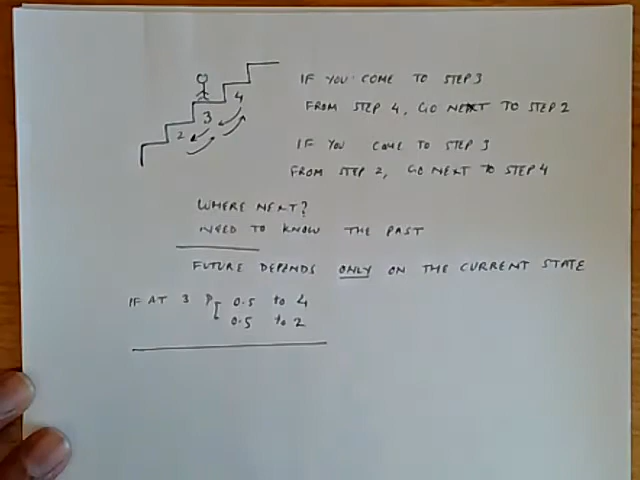 IF YOU COME TO STEP 3
FROM STEP 4, GO NEXT TO STEP 2
4
3
2
IF YOU COME TO STEP 3
FROM STEP 2, GO NEXT TO STEP 4
WHERE NEXT?
NEED TO KNOW THE PAST
FUTURE DEPENDS ONLY ON THE CURRENT STATE
IF AT 3 P 0.5 to 4
0.5 to 2